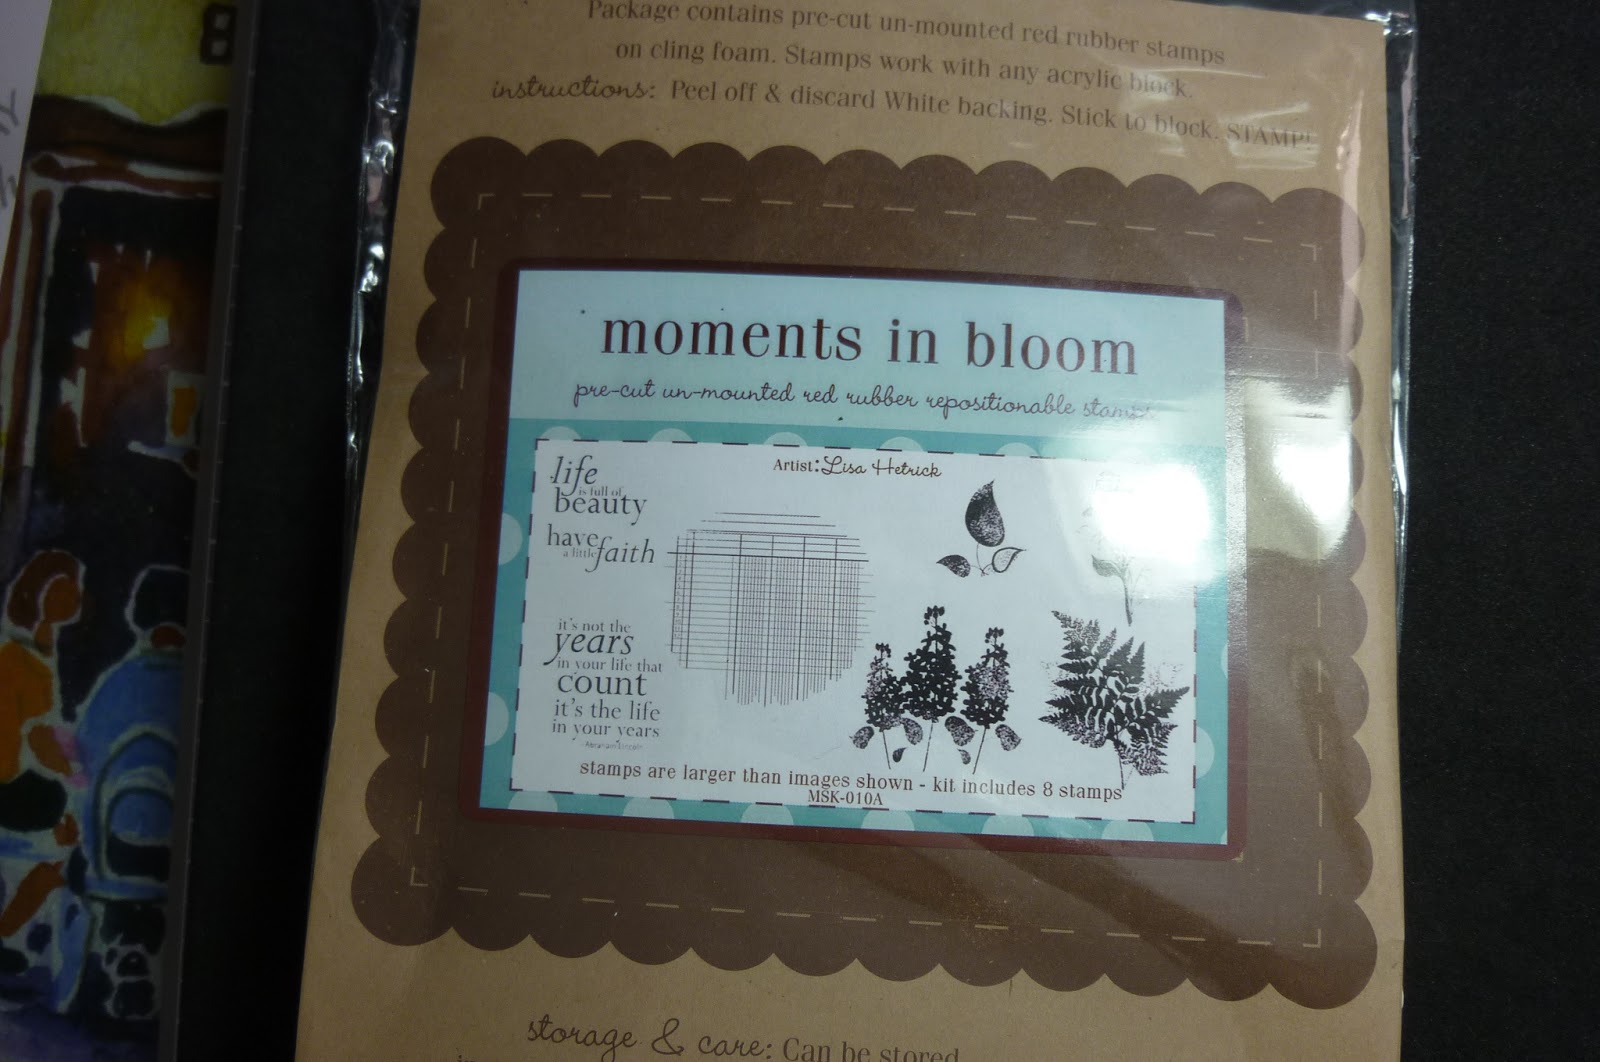 8
Package contains pre-cut un-mounted red rubber stamps
on cling foam. Stamps work with any acrylic block.
instructions: Peel off & discard White backing. Stick to block. STAMP!
moments in bloom
pre-cut un-mounted red rubber repositionable stamps
Artist: Lisa Hetrick
life
is full of
beauty
have
a little faith
it's not the
years
in your life that
count
it's the life
in your years
-Abraham Lincoln
stamps are larger than images shown - kit includes 8 stamps
MSK-010A
storage & care: Can be stored